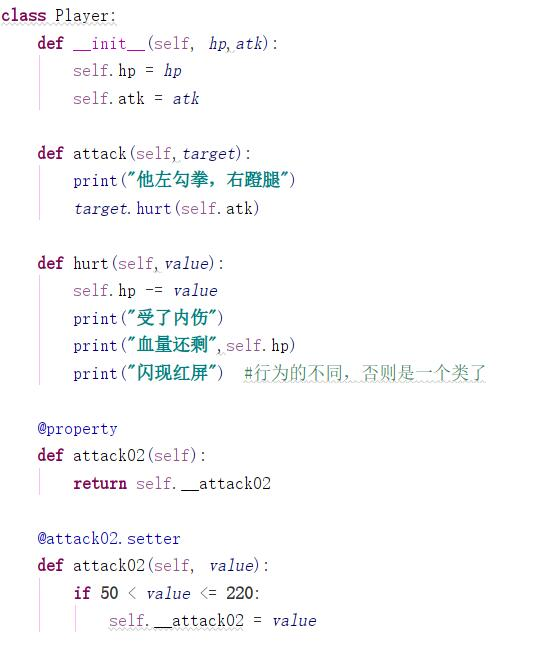 class Player:
    def __init__(self, hp,atk):
        self.hp = hp
        self.atk = atk

    def attack(self,target):
        print("他左勾拳，右蹬腿")
        target.hurt(self.atk)

    def hurt(self,value):
        self.hp -= value
        print("受了内伤")
        print("血量还剩",self.hp)
        print("闪现红屏")  #行为的不同，否则是一个类了

    @property
    def attack02(self):
        return self.__attack02

    @attack02.setter
    def attack02(self, value):
        if 50 < value <= 220:
            self.__attack02 = value